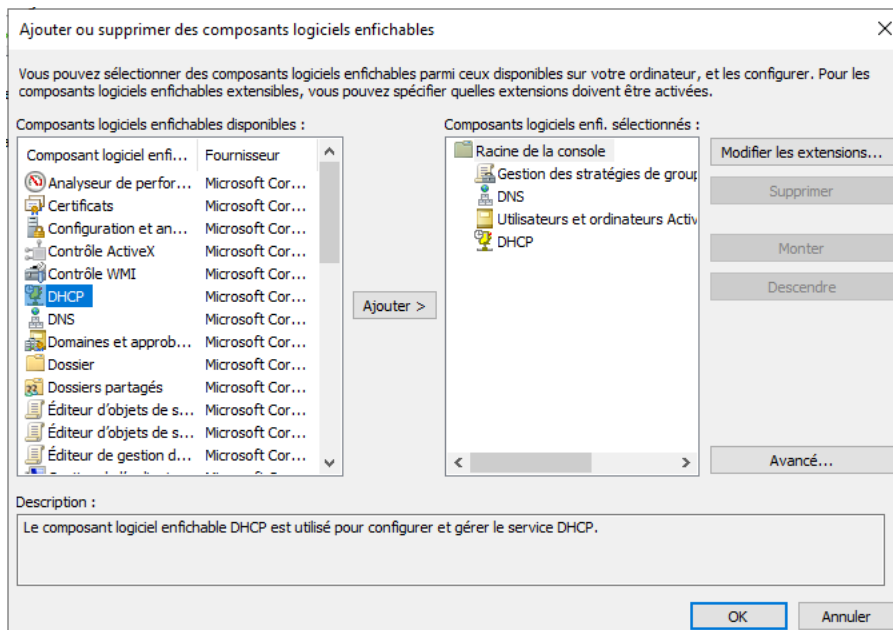 Ajouter ou supprimer des composants logiciels enfichables
Vous pouvez sélectionner des composants logiciels enfichables parmi ceux disponibles sur votre ordinateur, et les configurer. Pour les
composants logiciels enfichables extensibles, vous pouvez spécifier quelles extensions doivent être activées.
Composants logiciels enfichables disponibles :
Composant logiciel enfi... Fournisseur
Analyseur de perfor... Microsoft Cor...
Certificats Microsoft Cor...
Configuration et an... Microsoft Cor...
Contrôle ActiveX Microsoft Cor...
Contrôle WMI Microsoft Cor...
DHCP Microsoft Cor...
DNS Microsoft Cor...
Domaines et approb... Microsoft Cor...
Dossier Microsoft Cor...
Dossiers partagés Microsoft Cor...
Éditeur d'objets de s... Microsoft Cor...
Éditeur d'objets de s... Microsoft Cor...
Éditeur de gestion d... Microsoft Cor...
Ajouter >
Composants logiciels enfi. sélectionnés :
Racine de la console
Gestion des stratégies de group
DNS
Utilisateurs et ordinateurs Activ
DHCP
Modifier les extensions...
Supprimer
Monter
Descendre
Avancé...
Description :
Le composant logiciel enfichable DHCP est utilisé pour configurer et gérer le service DHCP.
OK
Annuler